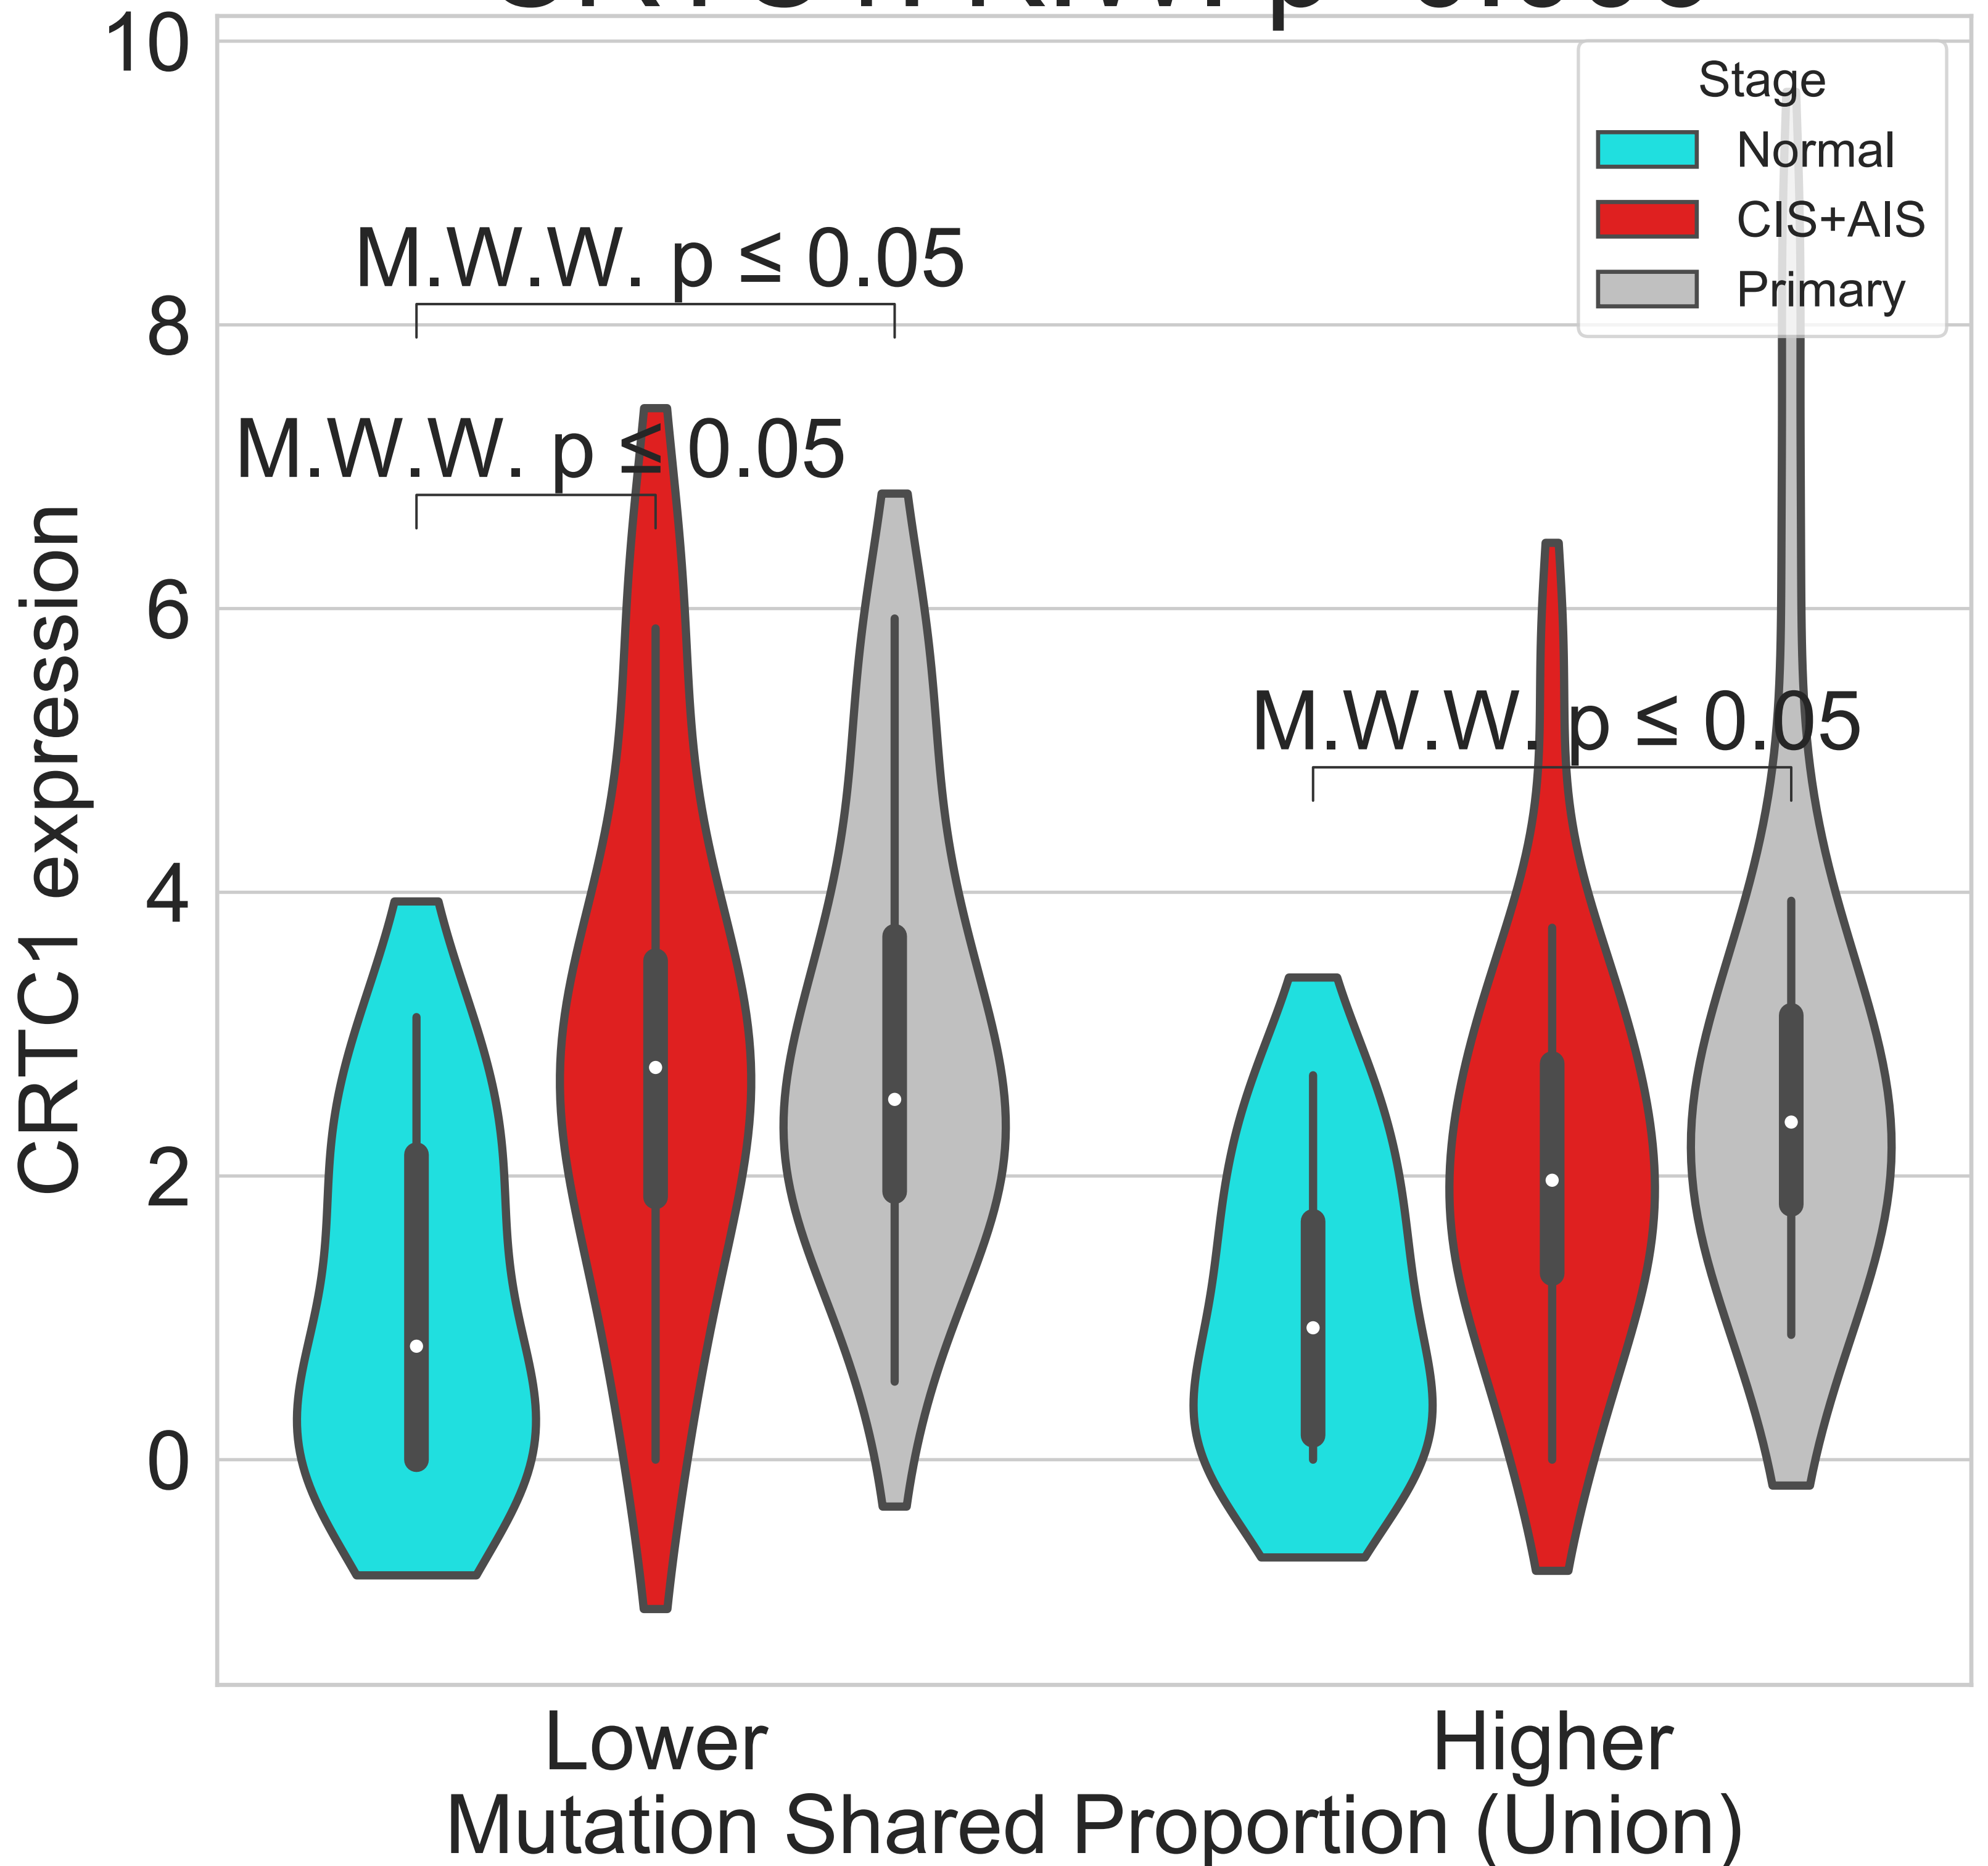 10
8
6
4
2
0
CRTC1 expression
Stage
Normal
CIS+AIS
Primary
M.W.W. p ≤ 0.05
M.W.W. p ≤ 0.05
M.W.W. p ≤ 0.05
Lower
Higher
Mutation Shared Proportion (Union)